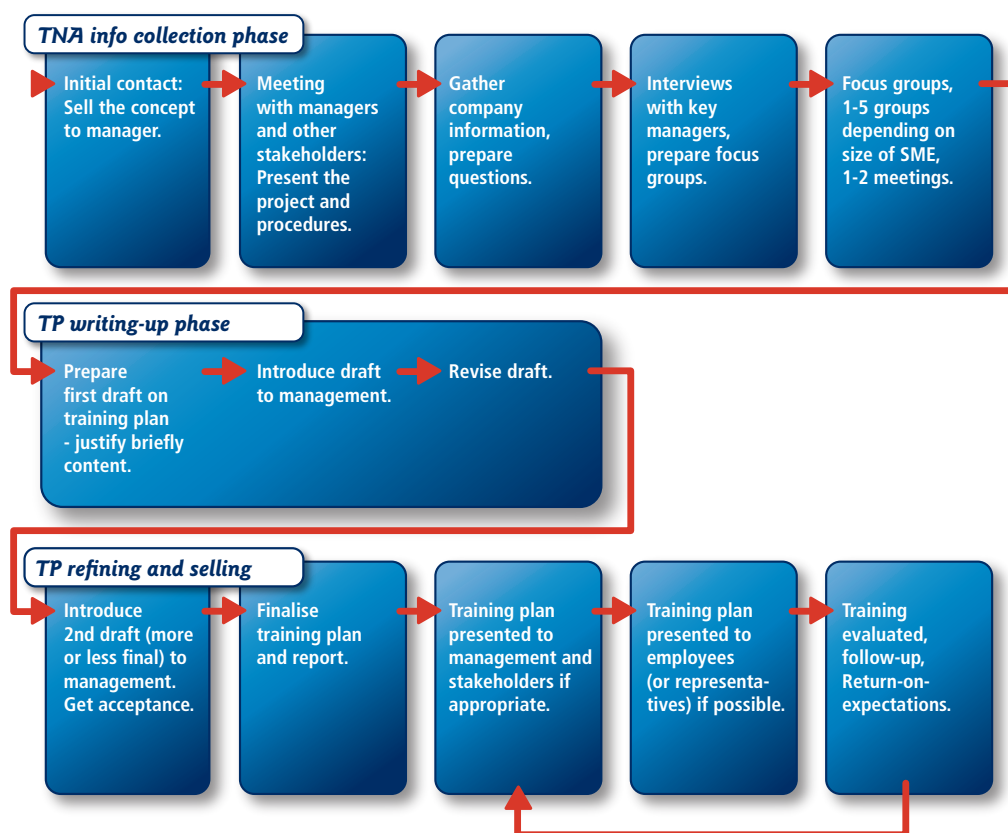 TNA info collection phase
Initial contact:
Sell the concept
to manager.
Meeting
with managers
and other
stakeholders:
Present the
project and
procedures.
Gather
company
information,
prepare
questions.
Interviews
with key
managers,
prepare focus
groups.
Focus groups,
1-5 groups
depending on
size of SME,
1-2 meetings.
TP writing-up phase
Prepare
first draft on
training plan
- justify briefly
content.
Introduce draft
to management.
Revise draft.
TP refining and selling
Introduce
2nd draft (more
or less final) to
management.
Get acceptance.
Finalise
training plan
and report.
Training plan
presented to
management and
stakeholders if
appropriate.
Training plan
presented to
employees
(or representa-
tives) if possible.
Training
evaluated,
follow-up,
Return-on-
expectations.